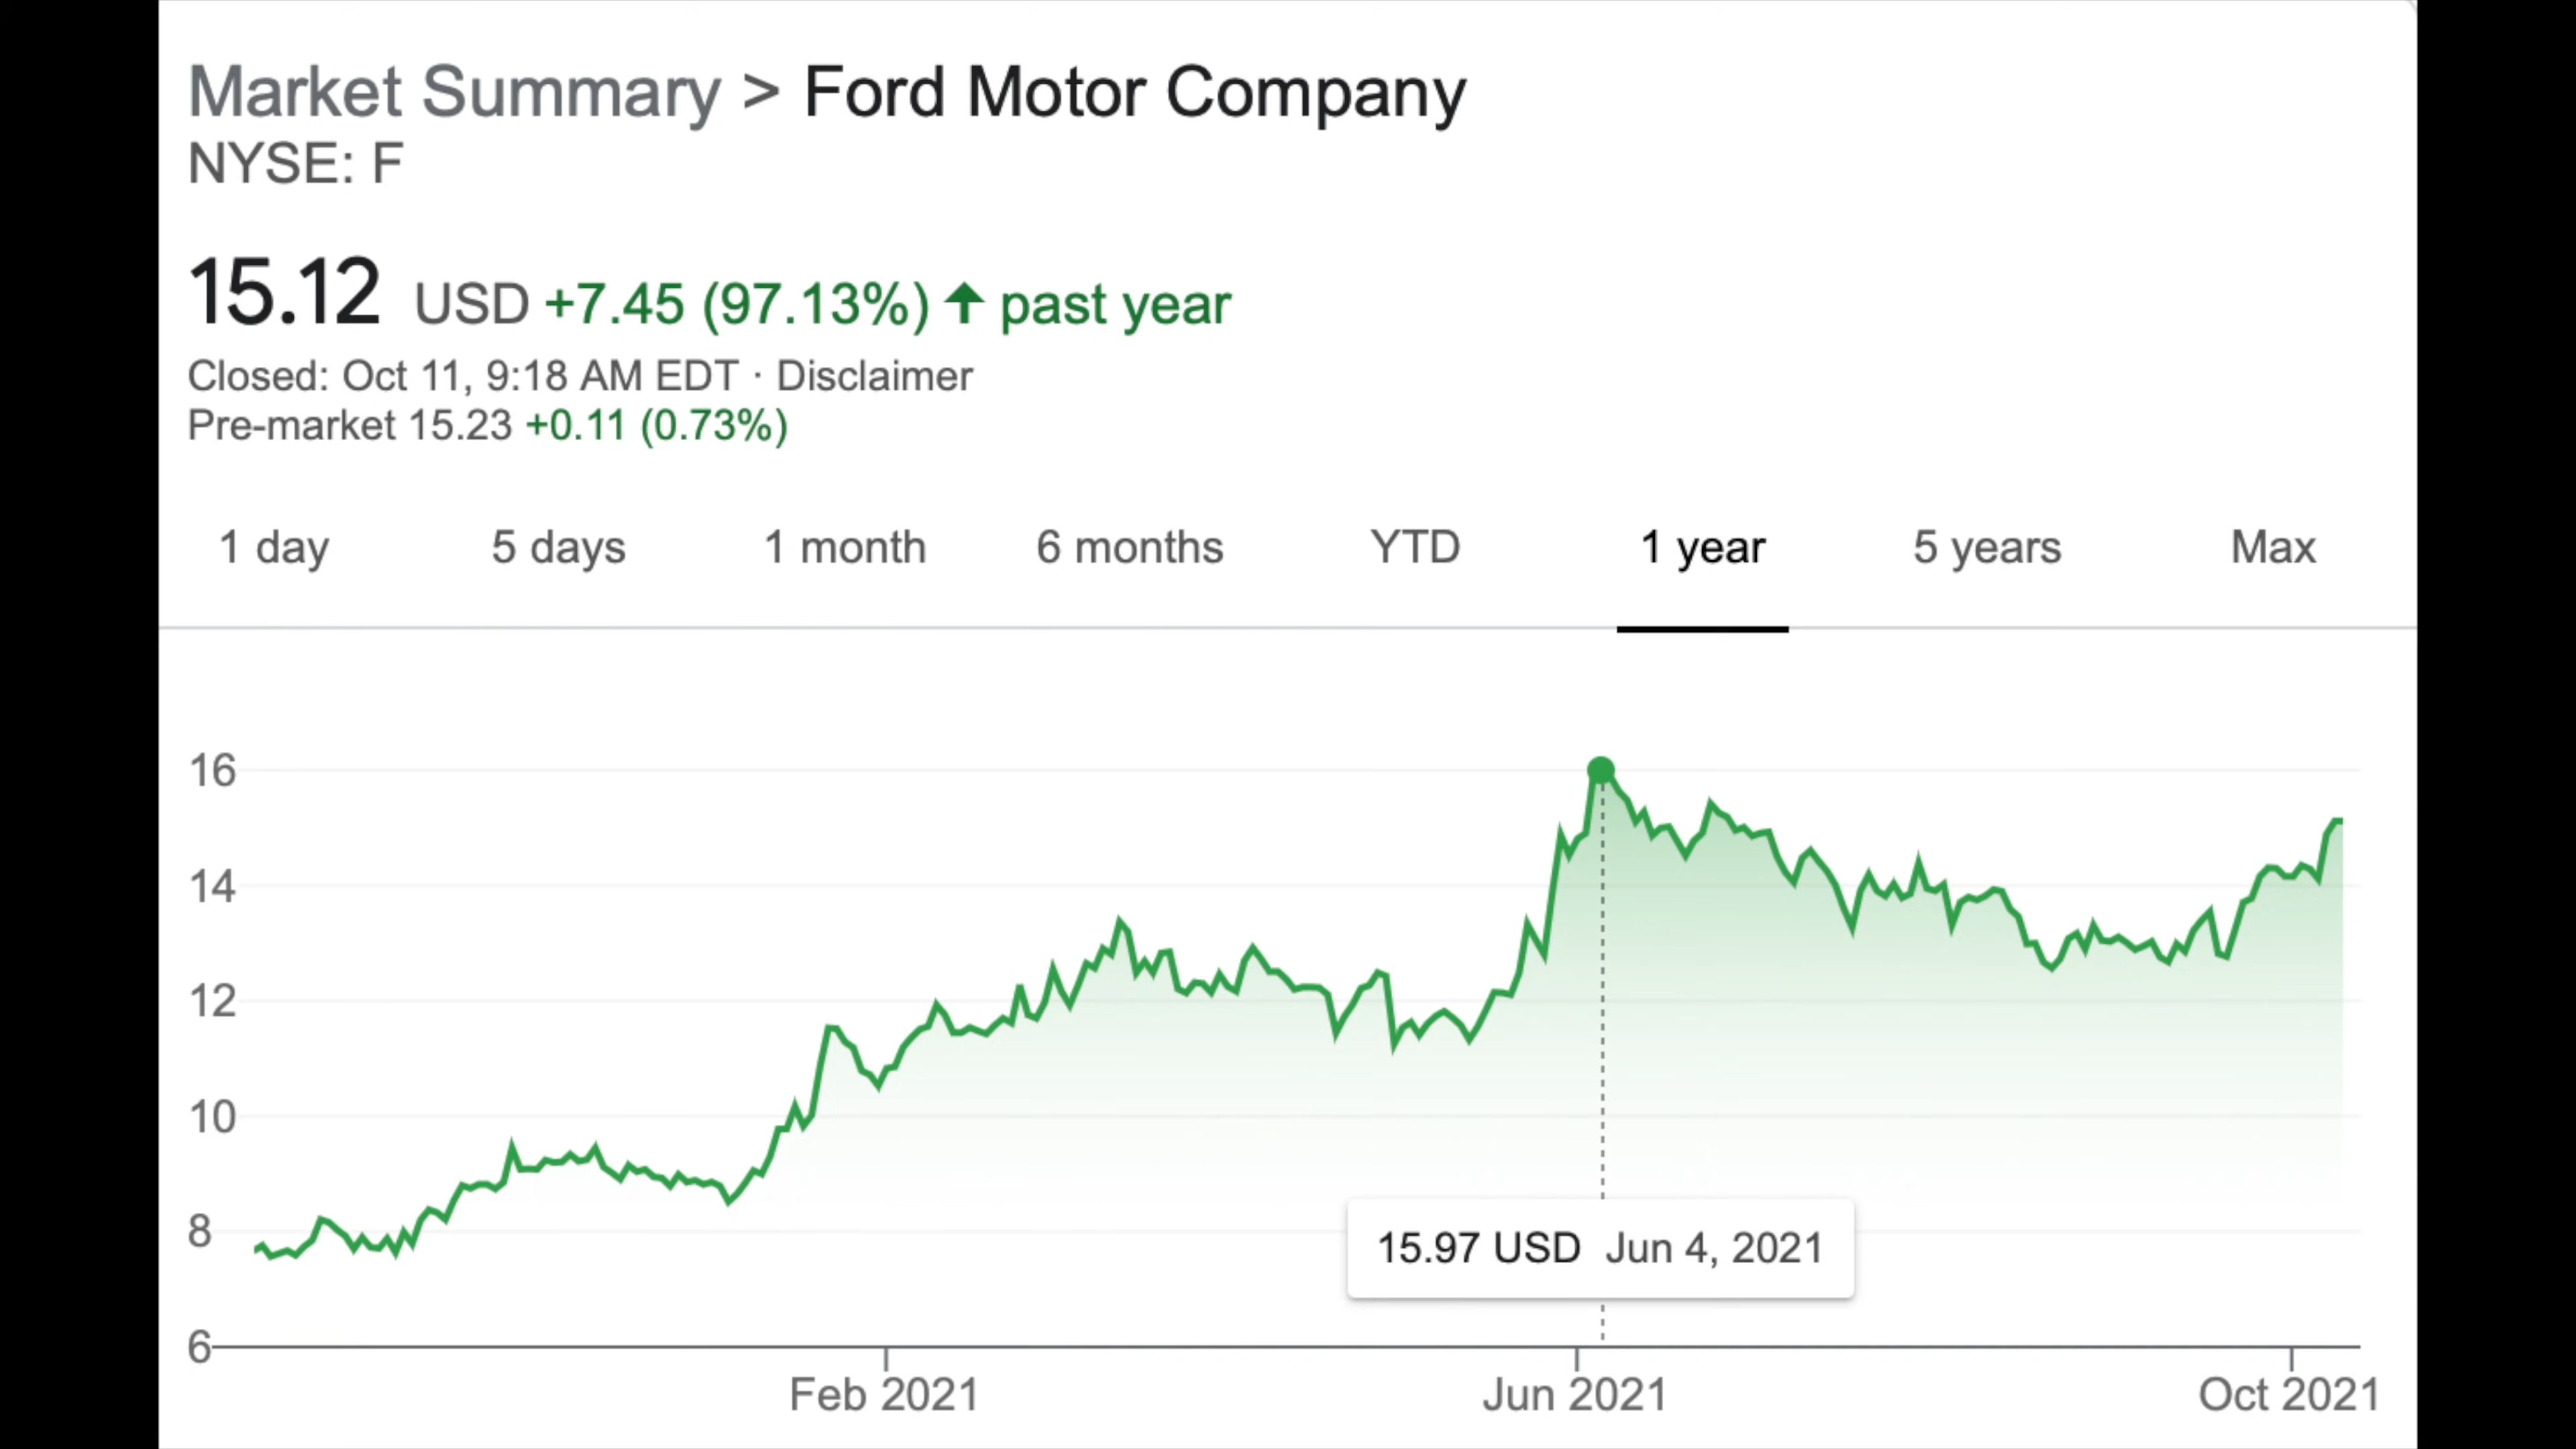 Market Summary > Ford Motor Company
NYSE: F
15.12 USD +7.45 (97.13%) ↑ past year
Closed: Oct 11, 9:18 AM EDT · Disclaimer
Pre-market 15.23 +0.11 (0.73%)
1 day 5 days 1 month 6 months YTD 1 year 5 years Max
16
14
12
10
8
15.97 USD Jun 4, 2021
6
Feb 2021 Jun 2021 Oct 2021